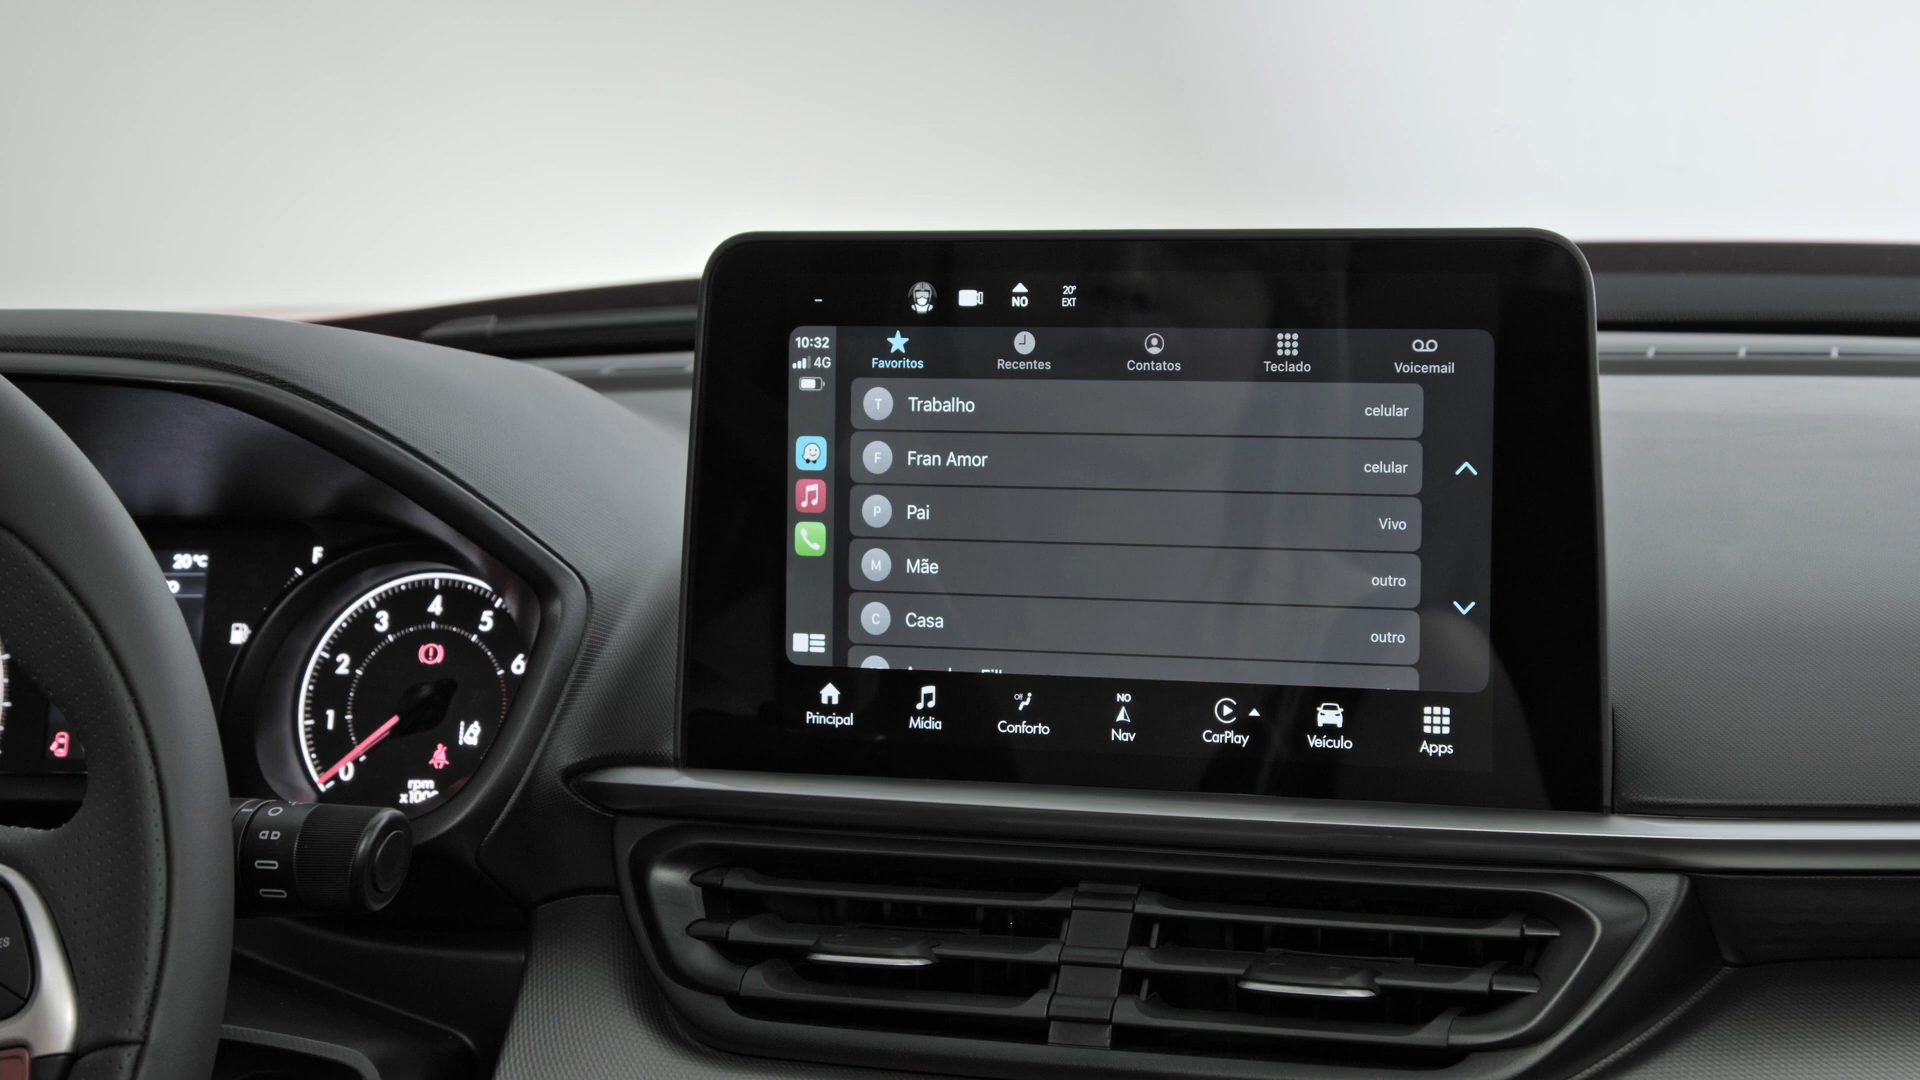 -
NO
20°
EXT
10:32
4G
Favoritos
Recentes
Contatos
Teclado
Voicemail
T
Trabalho
celular
F
Fran Amor
celular
P
Pai
Vivo
M
Mãe
outro
C
Casa
outro
Principal
Mídia
Off
Conforto
NO
Nav
CarPlay
Veículo
Apps
20°C
F
0
1
2
3
4
5
6
rpm
x1000